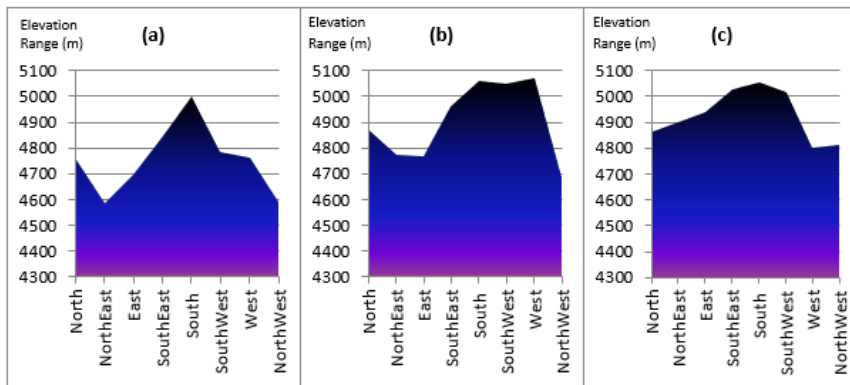 Elevation
Range (m)
(a)
5100
5000
4900
4800
4700
4600
4500
4400
4300
North
NorthEast
East
SouthEast
South
SouthWest
West
NorthWest
Elevation
Range (m)
(b)
5100
5000
4900
4800
4700
4600
4500
4400
4300
North
NorthEast
East
SouthEast
South
SouthWest
West
NorthWest
Elevation
Range (m)
(c)
5100
5000
4900
4800
4700
4600
4500
4400
4300
North
NorthEast
East
SouthEast
South
SouthWest
West
NorthWest